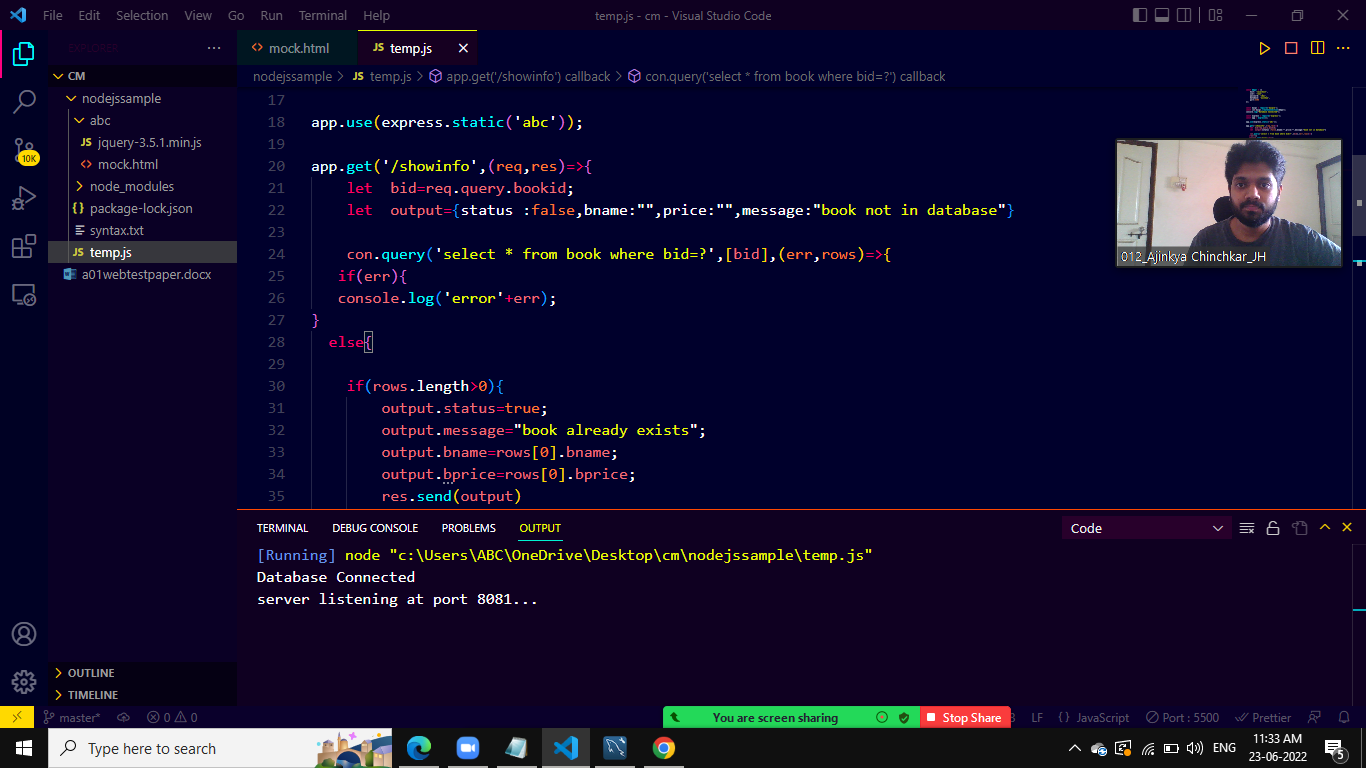 File Edit Selection View Go Run Terminal Help temp.js - cm - Visual Studio Code
EXPLORER
mock.html
JS temp.js
nodejssample > JS temp.js > app.get('/showinfo') callback > con.query('select * from book where bid=?') callback
CM
nodejssample
abc
JS jquery-3.5.1.min.js
mock.html
node_modules
package-lock.json
syntax.txt
JS temp.js
a01webtestpaper.docx
10K
17
18 app.use(express.static('abc'));
19
20 app.get('/showinfo',(req,res)=>{
21 let bid=req.query.bookid;
22 let output={status :false,bname:"",price:"",message:"book not in database"}
23
24 con.query('select * from book where bid=?',[bid],(err,rows)=>{
25 if(err){
26 console.log('error'+err);
27 }
28 else{
29
30 if(rows.length>0){
31 output.status=true;
32 output.message="book already exists";
33 output.bname=rows[0].bname;
34 output.bprice=rows[0].bprice;
35 res.send(output)
012_Ajinkya Chinchkar_JH
TERMINAL DEBUG CONSOLE PROBLEMS OUTPUT
Code
[Running] node "c:\Users\ABC\OneDrive\Desktop\cm\nodejssample\temp.js"
Database Connected
server listening at port 8081...
OUTLINE
TIMELINE
master* 0 0
You are screen sharing Stop Share
LF {} JavaScript Port : 5500 Prettier
Type here to search
ENG
11:33 AM
23-06-2022
5